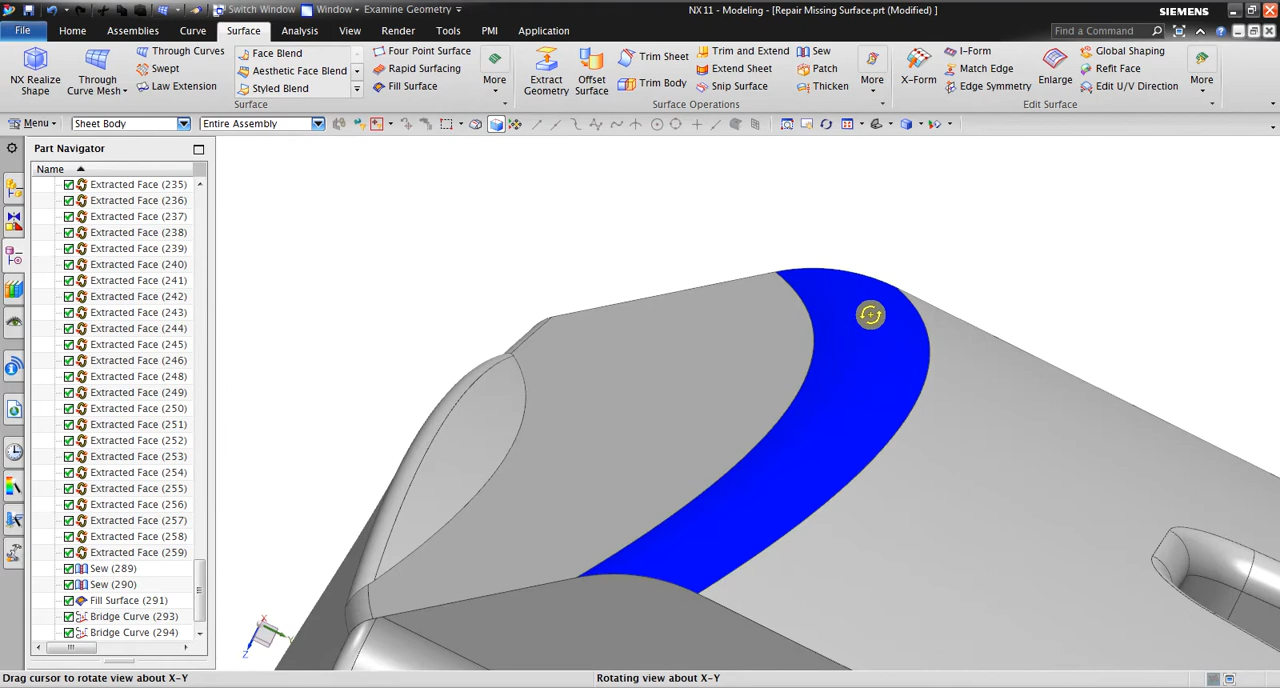 Switch Window Window Examine Geometry NX 11 - Modeling - [Repair Missing Surface.prt (Modified) ] SIEMENS
File Home Assemblies Curve Surface Analysis View Render Tools PMI Application Find a Command
NX Realize Shape
Through Curve Mesh
Through Curves
Swept
Law Extension
Face Blend
Aesthetic Face Blend
Styled Blend
Four Point Surface
Rapid Surfacing
Fill Surface
More
Surface
Extract Geometry
Offset Surface
Trim Sheet
Trim Body
Trim and Extend
Extend Sheet
Snip Surface
Sew
Patch
Thicken
More
Surface Operations
X-Form
I-Form
Match Edge
Edge Symmetry
Enlarge
Global Shaping
Refit Face
Edit U/V Direction
More
Edit Surface
Menu Sheet Body Entire Assembly
Part Navigator
Name
Extracted Face (235)
Extracted Face (236)
Extracted Face (237)
Extracted Face (238)
Extracted Face (239)
Extracted Face (240)
Extracted Face (241)
Extracted Face (242)
Extracted Face (243)
Extracted Face (244)
Extracted Face (245)
Extracted Face (246)
Extracted Face (248)
Extracted Face (249)
Extracted Face (250)
Extracted Face (251)
Extracted Face (252)
Extracted Face (253)
Extracted Face (254)
Extracted Face (255)
Extracted Face (256)
Extracted Face (257)
Extracted Face (258)
Extracted Face (259)
Sew (289)
Sew (290)
Fill Surface (291)
Bridge Curve (293)
Bridge Curve (294)
X
Y
Z
Drag cursor to rotate view about X-Y Rotating view about X-Y